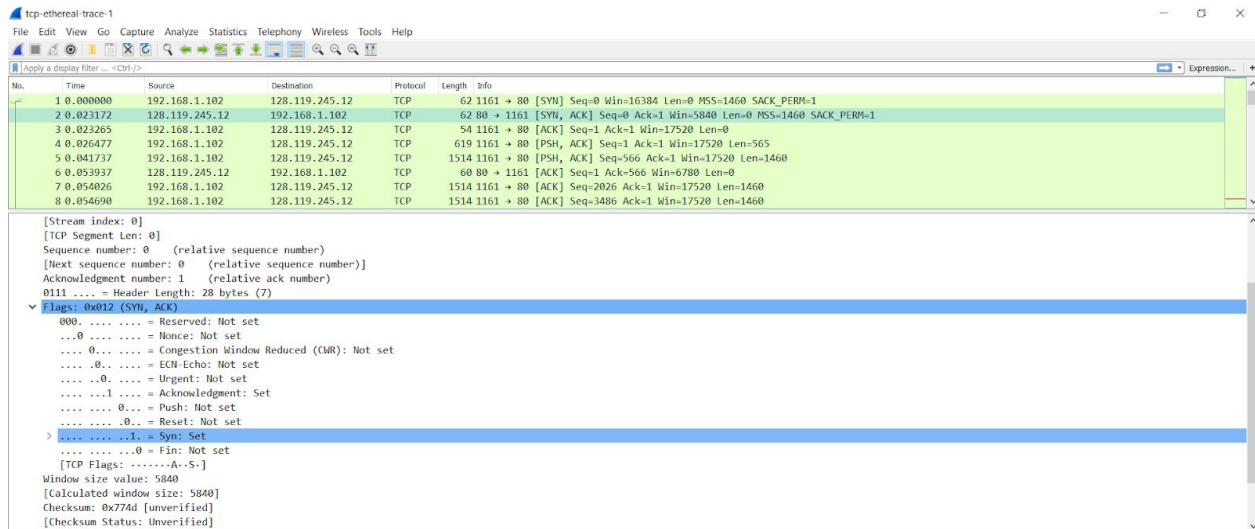 tcp-ethereal-trace-1
File Edit View Go Capture Analyze Statistics Telephony Wireless Tools Help
Apply a display filter ... <Ctrl-/> Expression... +
No. Time Source Destination Protocol Length Info
1 0.000000 192.168.1.102 128.119.245.12 TCP 62 1161 → 80 [SYN] Seq=0 Win=16384 Len=0 MSS=1460 SACK_PERM=1
2 0.023172 128.119.245.12 192.168.1.102 TCP 62 80 → 1161 [SYN, ACK] Seq=0 Ack=1 Win=5840 Len=0 MSS=1460 SACK_PERM=1
3 0.023265 192.168.1.102 128.119.245.12 TCP 54 1161 → 80 [ACK] Seq=1 Ack=1 Win=17520 Len=0
4 0.026477 192.168.1.102 128.119.245.12 TCP 619 1161 → 80 [PSH, ACK] Seq=1 Ack=1 Win=17520 Len=565
5 0.041737 192.168.1.102 128.119.245.12 TCP 1514 1161 → 80 [PSH, ACK] Seq=566 Ack=1 Win=17520 Len=1460
6 0.053937 128.119.245.12 192.168.1.102 TCP 60 80 → 1161 [ACK] Seq=1 Ack=566 Win=6780 Len=0
7 0.054026 192.168.1.102 128.119.245.12 TCP 1514 1161 → 80 [ACK] Seq=2026 Ack=1 Win=17520 Len=1460
8 0.054690 192.168.1.102 128.119.245.12 TCP 1514 1161 → 80 [ACK] Seq=3486 Ack=1 Win=17520 Len=1460
[Stream index: 0]
[TCP Segment Len: 0]
Sequence number: 0 (relative sequence number)
[Next sequence number: 0 (relative sequence number)]
Acknowledgment number: 1 (relative ack number)
0111 .... = Header Length: 28 bytes (7)
Flags: 0x012 (SYN, ACK)
000. .... .... = Reserved: Not set
...0 .... .... = Nonce: Not set
.... 0... .... = Congestion Window Reduced (CWR): Not set
.... .0.. .... = ECN-Echo: Not set
.... ..0. .... = Urgent: Not set
.... ...1 .... = Acknowledgment: Set
.... .... 0... = Push: Not set
.... .... .0.. = Reset: Not set
.... .... ..1. = Syn: Set
.... .... ...0 = Fin: Not set
[TCP Flags: ·······A··S·]
Window size value: 5840
[Calculated window size: 5840]
Checksum: 0x774d [unverified]
[Checksum Status: Unverified]